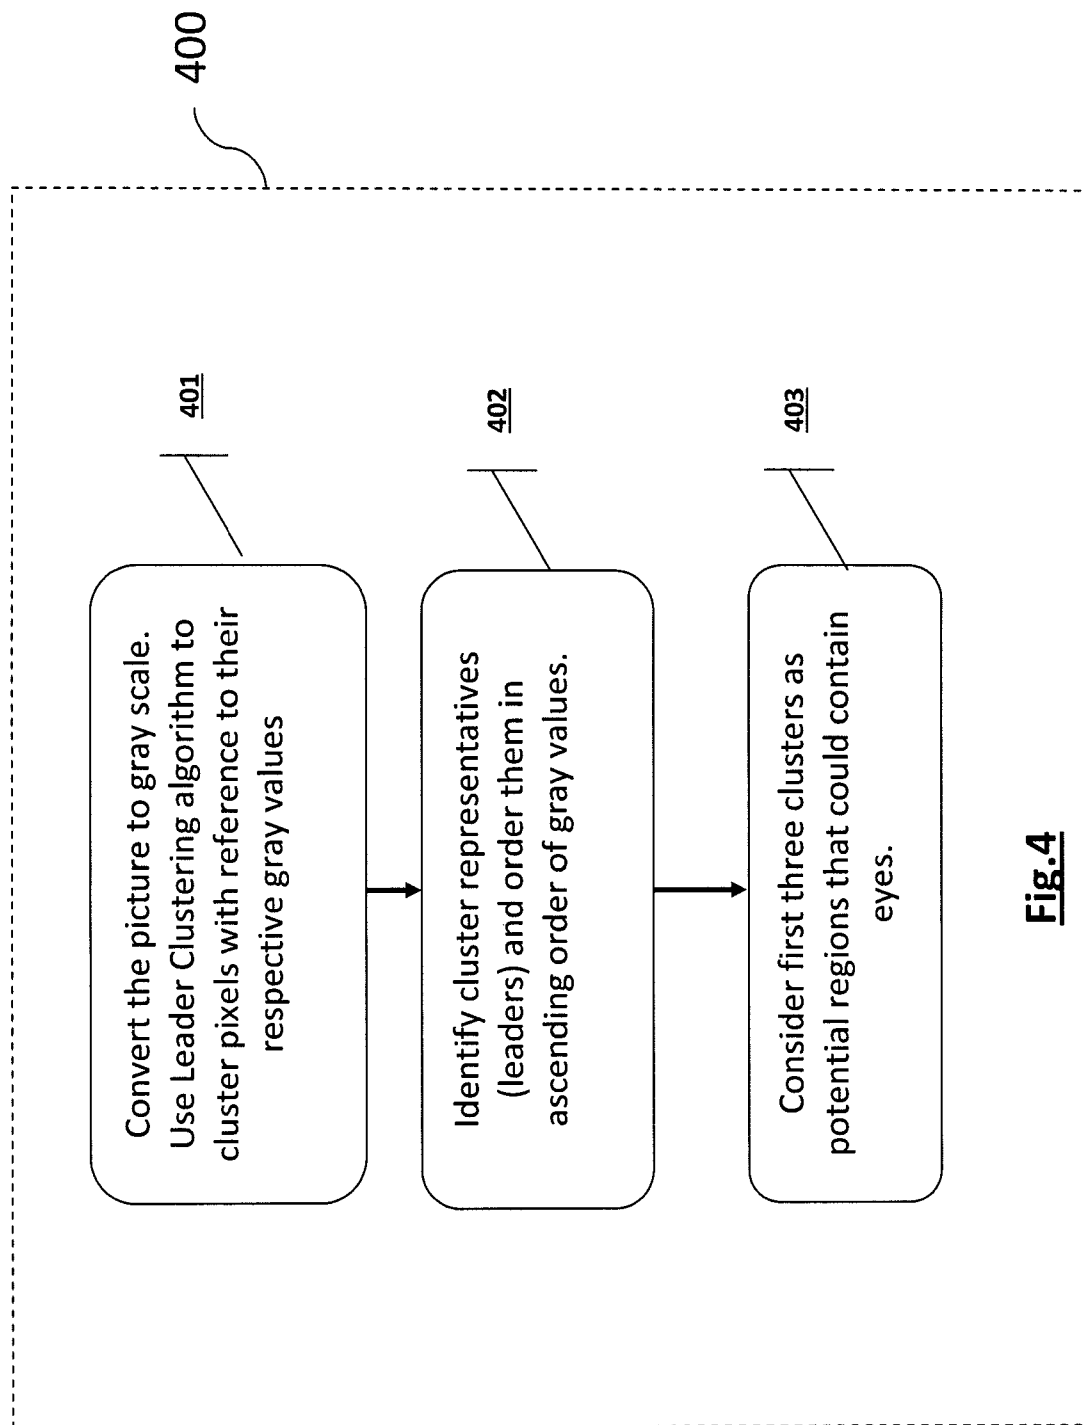 400
Convert the picture to gray scale.
Use Leader Clustering algorithm to
cluster pixels with reference to their
respective gray values
401
Identify cluster representatives
(leaders) and order them in
ascending order of gray values.
402
Consider first three clusters as
potential regions that could contain
eyes.
403
Fig.4